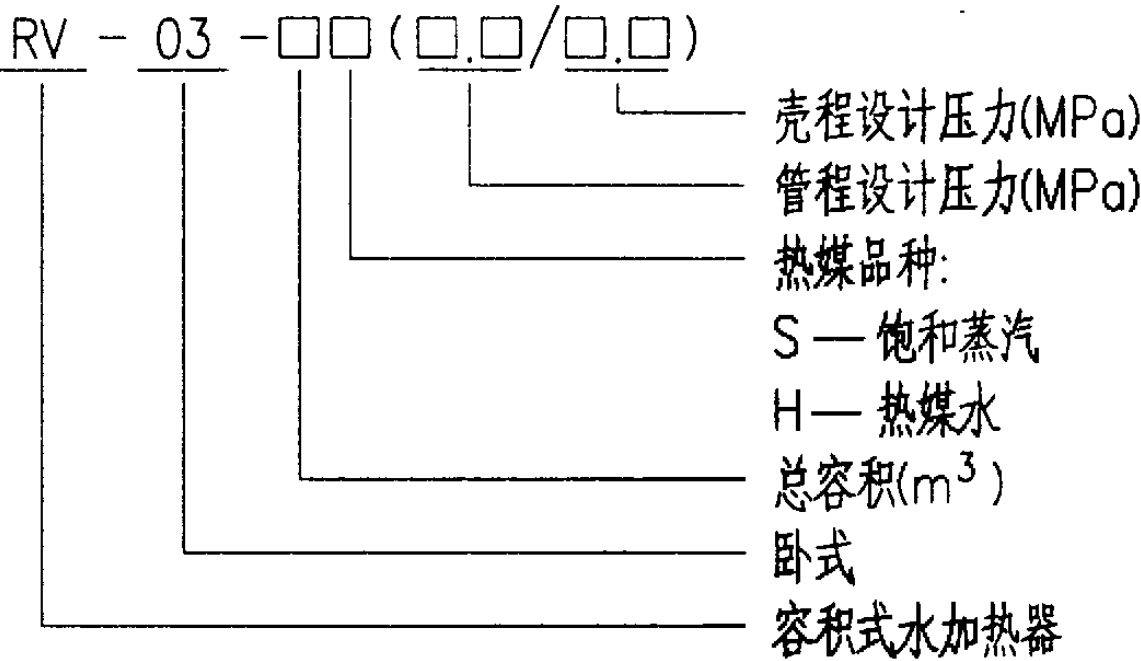 RV - 03 - □□(□.□/□.□)
壳程设计压力(MPa)
管程设计压力(MPa)
热媒品种:
S — 饱和蒸汽
H — 热媒水
总容积(m³)
卧式
容积式水加热器